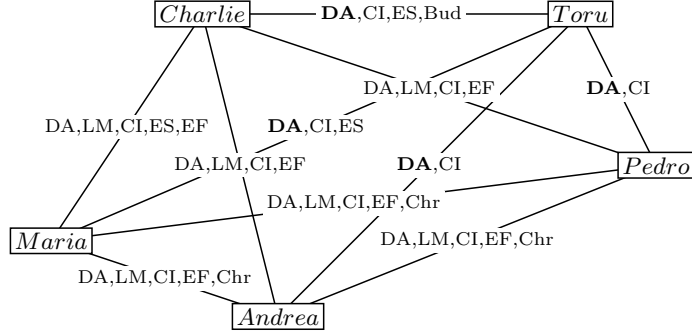 Charlie
DA,CI,ES,Bud
Toru
DA,LM,CI,EF
DA,CI
DA,LM,CI,ES,EF
DA,CI,ES
DA,LM,CI,EF
DA,CI
Pedro
DA,LM,CI,EF,Chr
Maria
DA,LM,CI,EF,Chr
DA,LM,CI,EF,Chr
Andrea